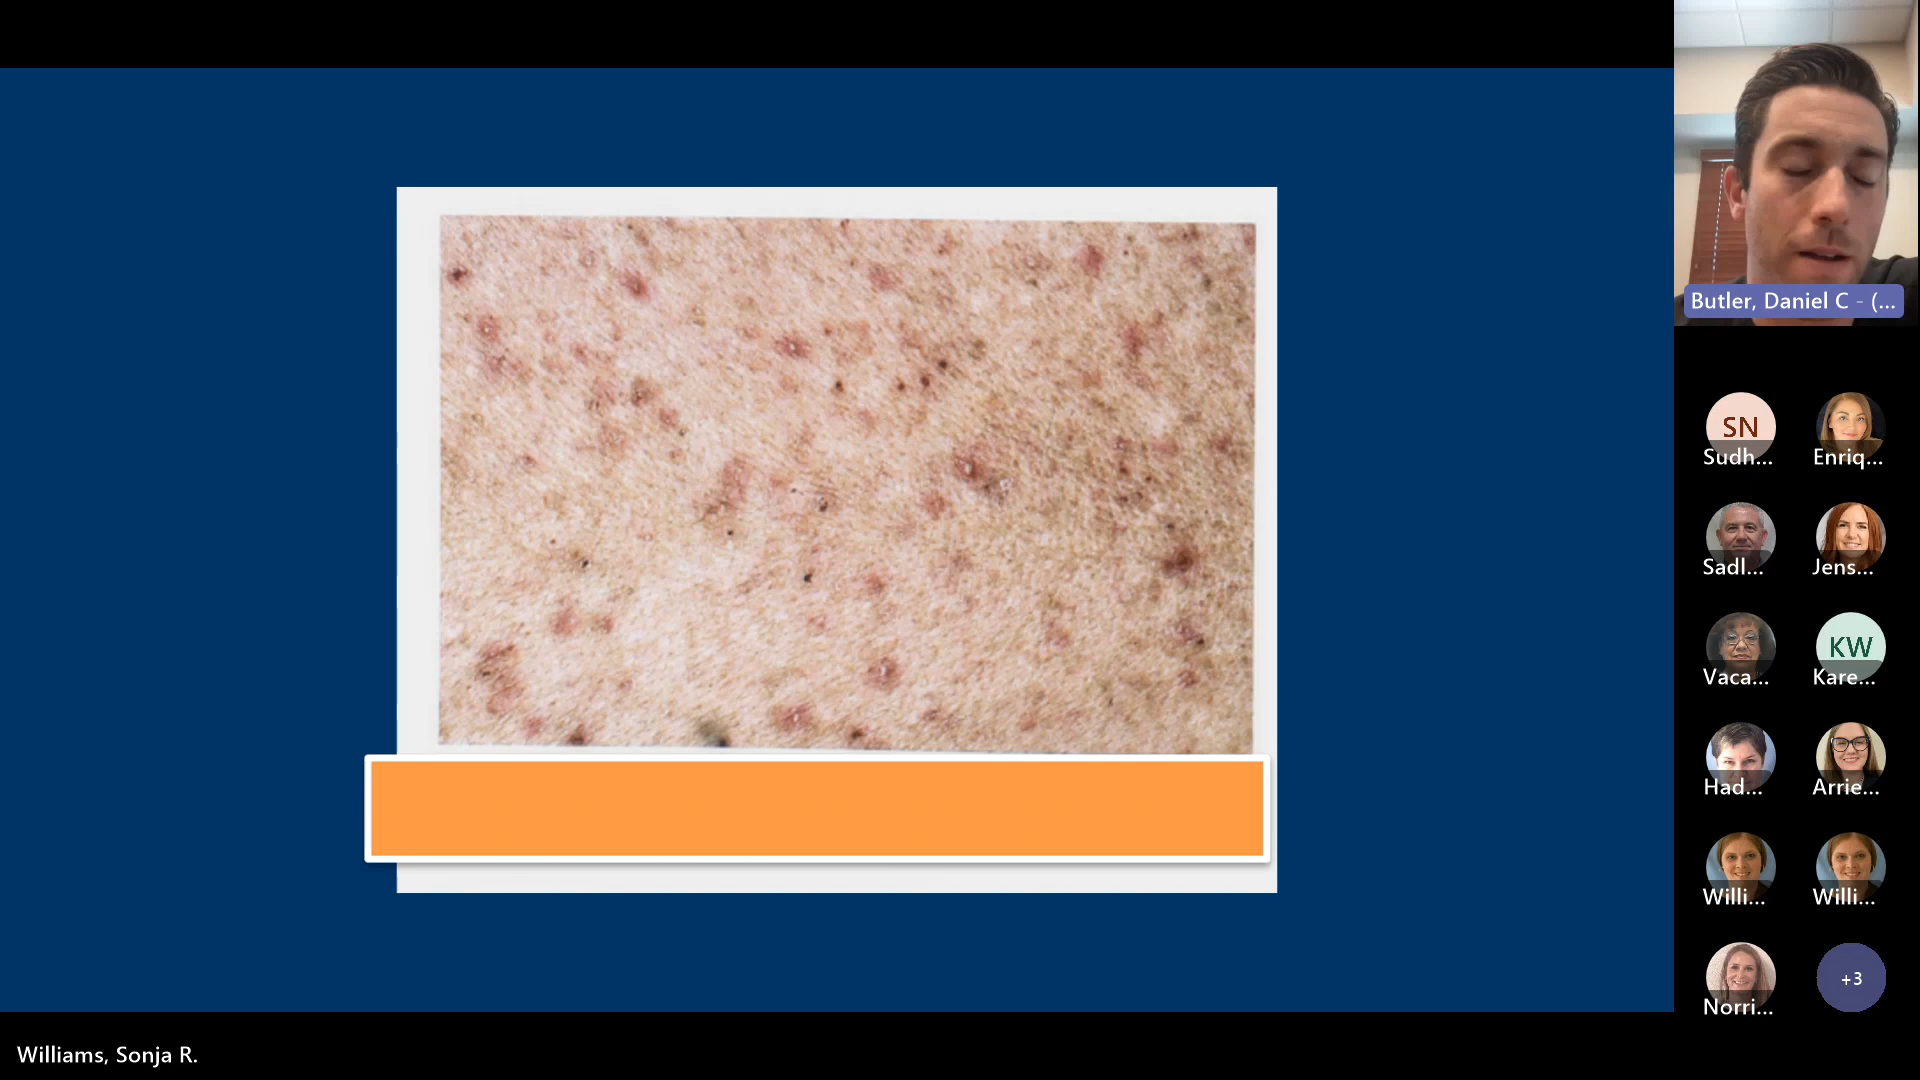 Butler, Daniel C - (...
SN
Sudh...
Enriq...
Sadl...
Jens...
Vaca...
KW
Kare...
Had...
Arrie...
Willi...
Willi...
Norri...
+3
Williams, Sonja R.